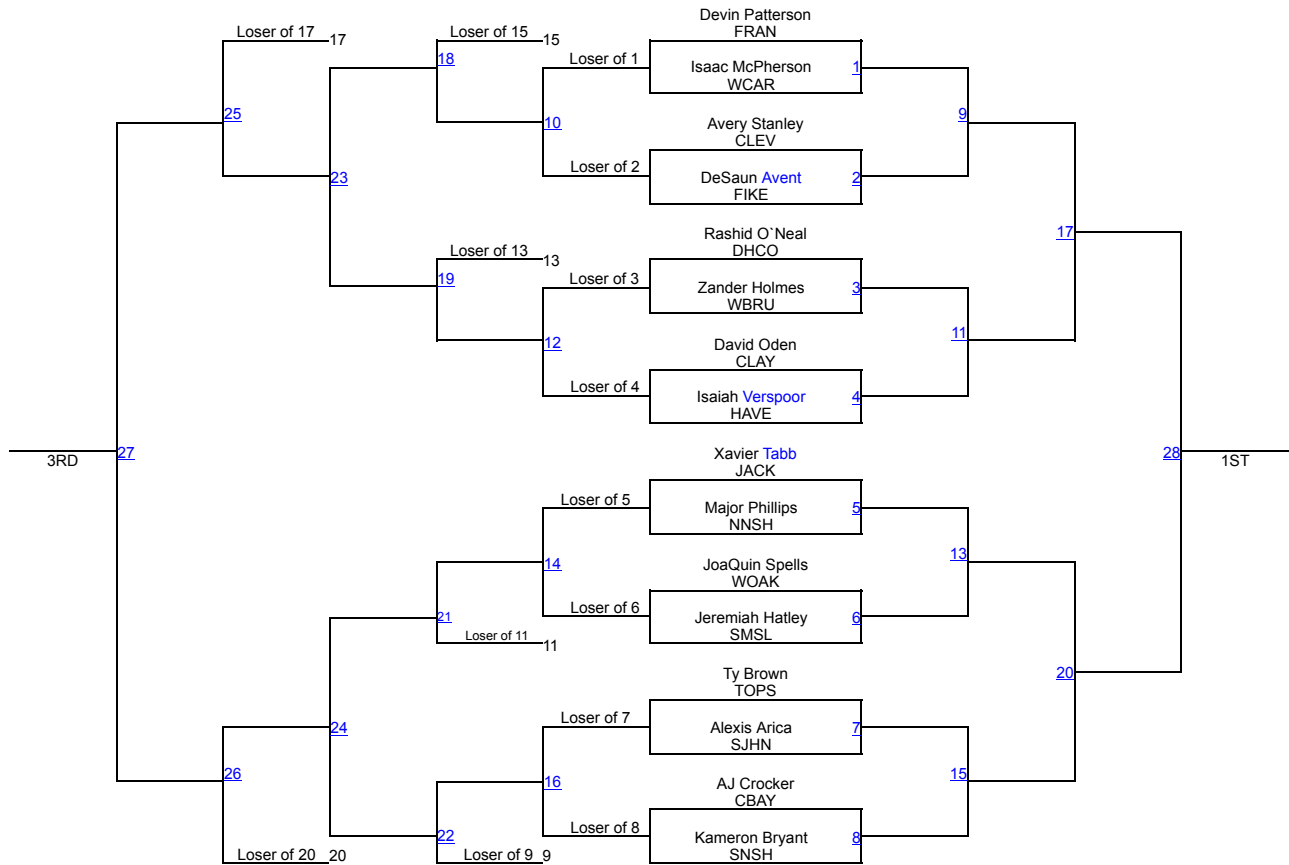 Devin Patterson
FRAN
Loser of 17
17
Loser of 15
15
18
Loser of 1
Isaac McPherson
1
WCAR
25
10
Avery Stanley
9
CLEV
23
Loser of 2
DeSaun Avent
2
FIKE
Rashid O`Neal
17
DHCO
Loser of 13
13
19
Loser of 3
Zander Holmes
3
WBRU
12
David Oden
11
CLAY
Loser of 4
Isaiah Verspoor
4
HAVE
3RD
27
Xavier Tabb
28
1ST
JACK
Loser of 5
Major Phillips
5
NNSH
14
JoaQuin Spells
13
WOAK
21
Loser of 6
Jeremiah Hatley
6
SMSL
Loser of 11
11
Ty Brown
20
TOPS
24
Loser of 7
Alexis Arica
7
SJHN
26
16
AJ Crocker
15
CBAY
22
Loser of 8
Kameron Bryant
8
SNSH
Loser of 20
20
Loser of 9
9